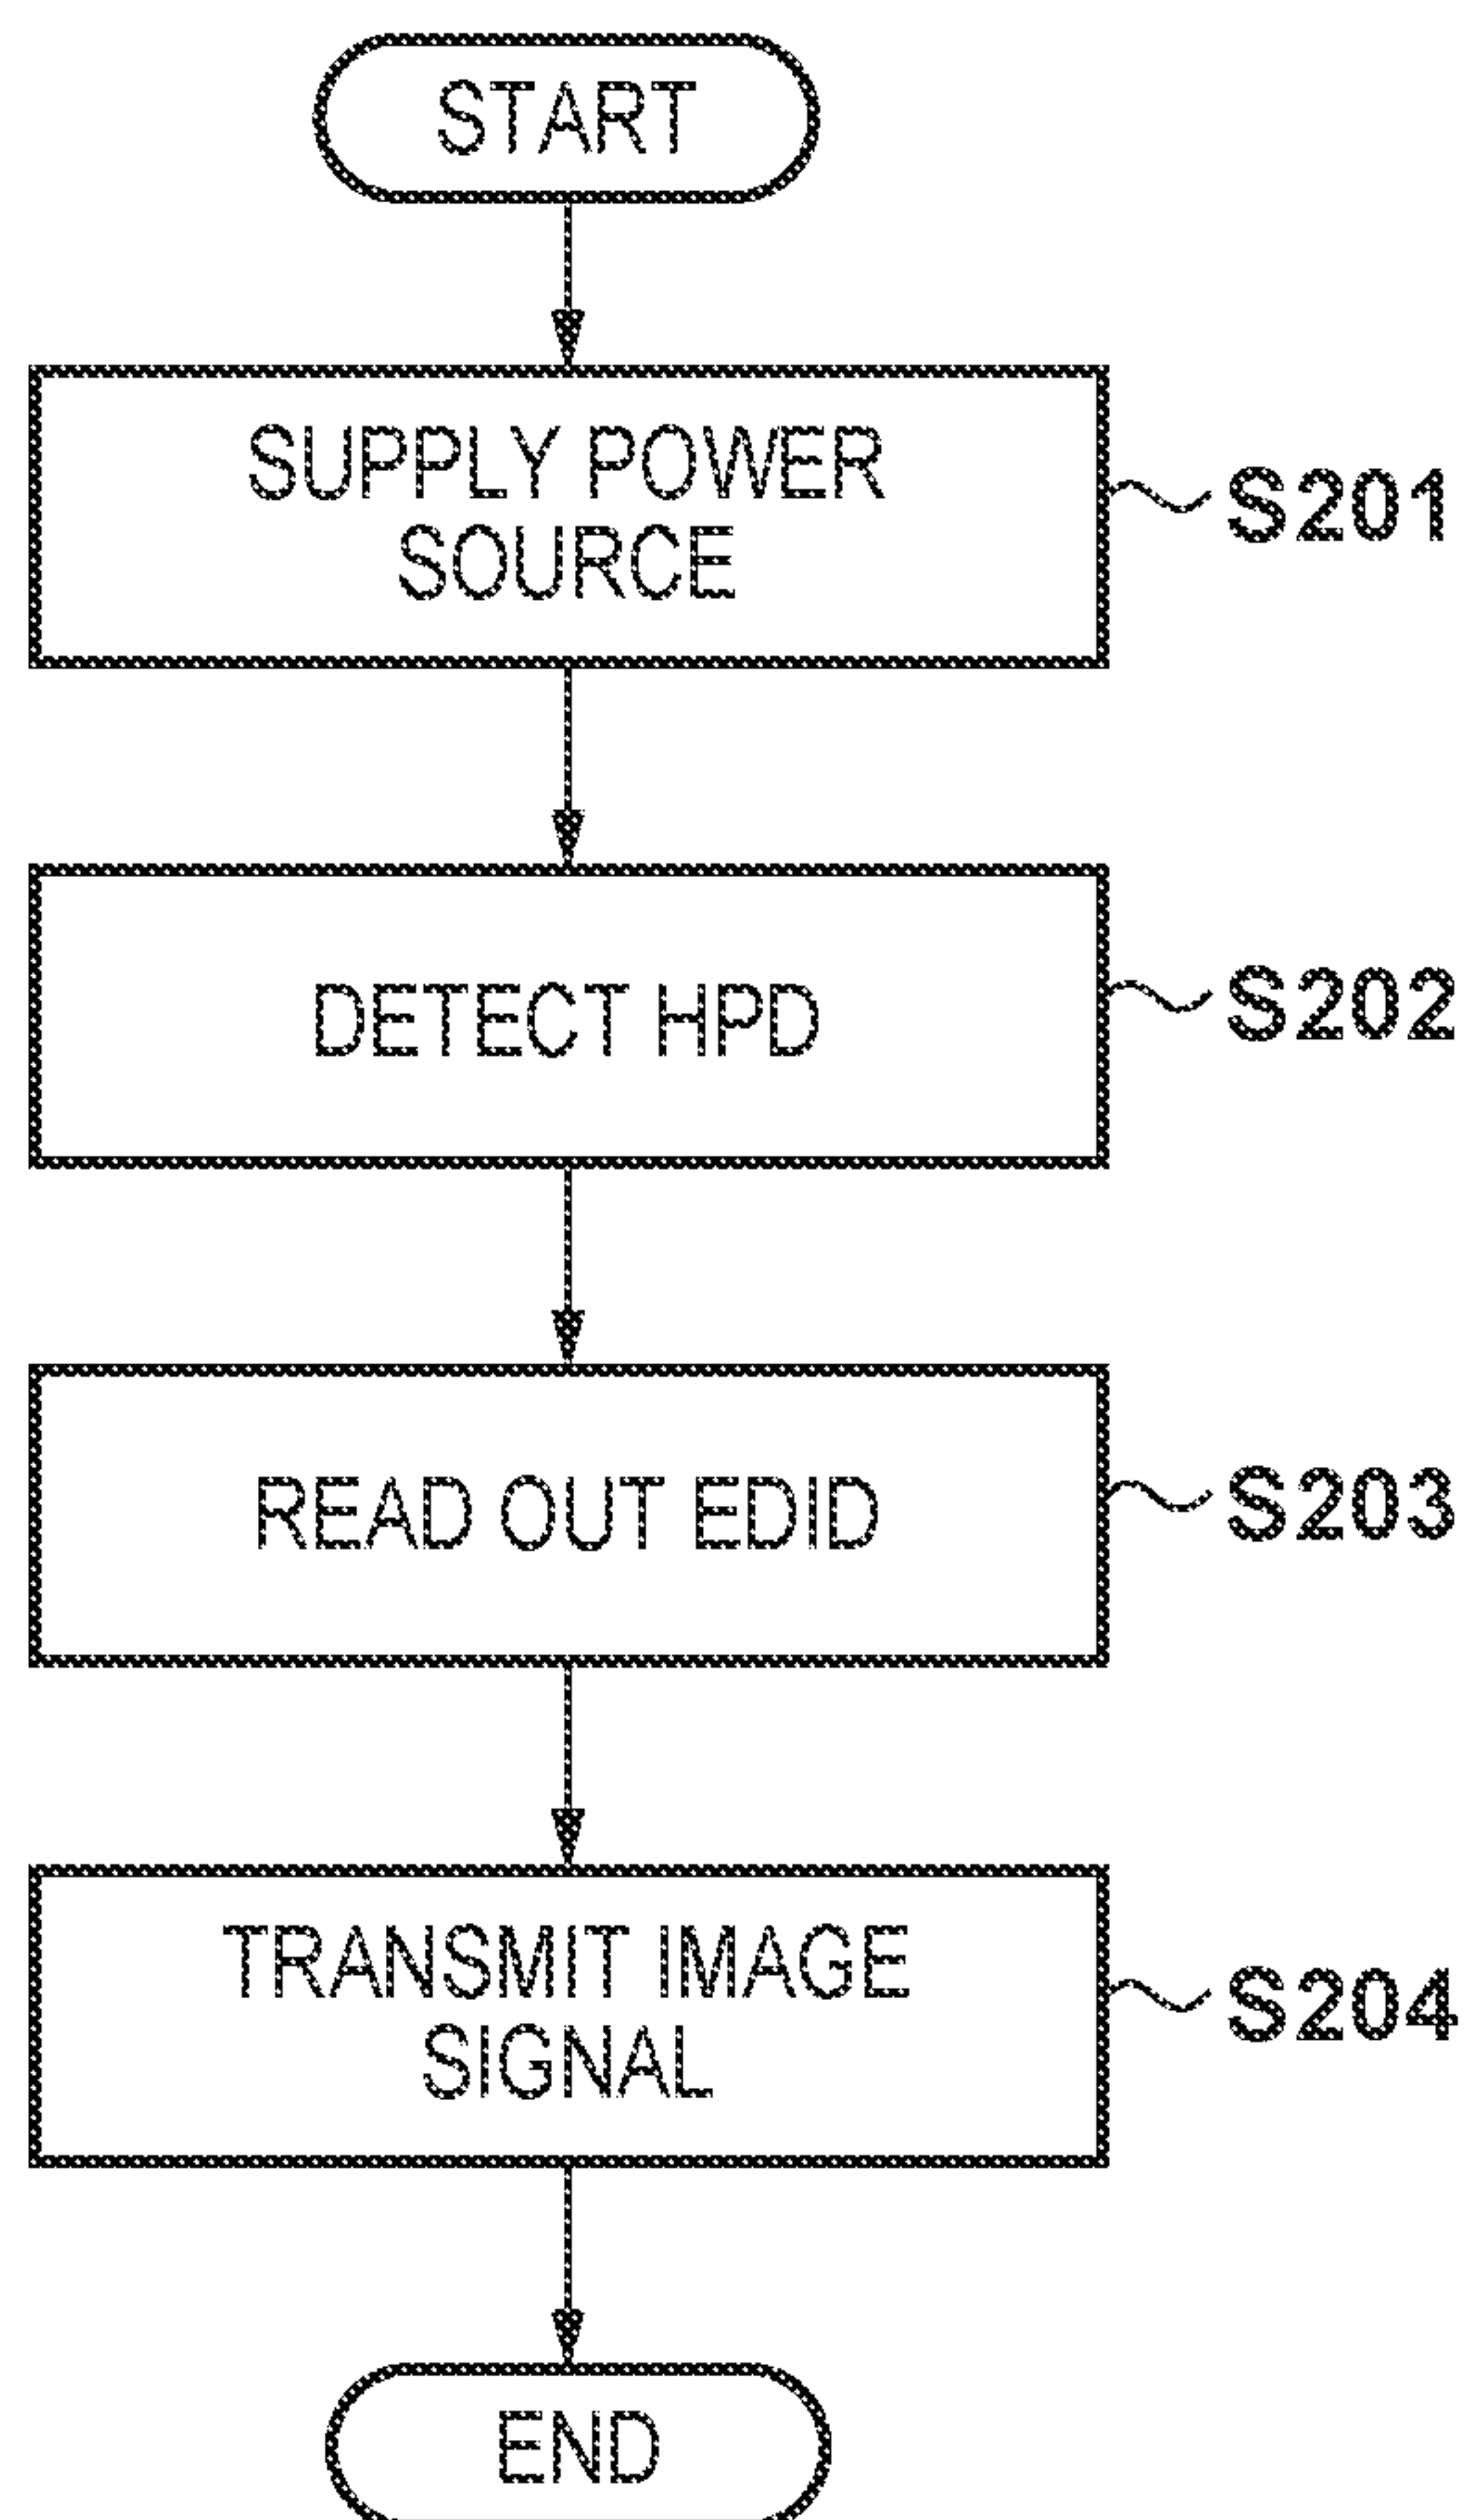 START
SUPPLY POWER
SOURCE
S201
DETECT HPD
S202
READ OUT EDID
S203
TRANSMIT IMAGE
SIGNAL
S204
END